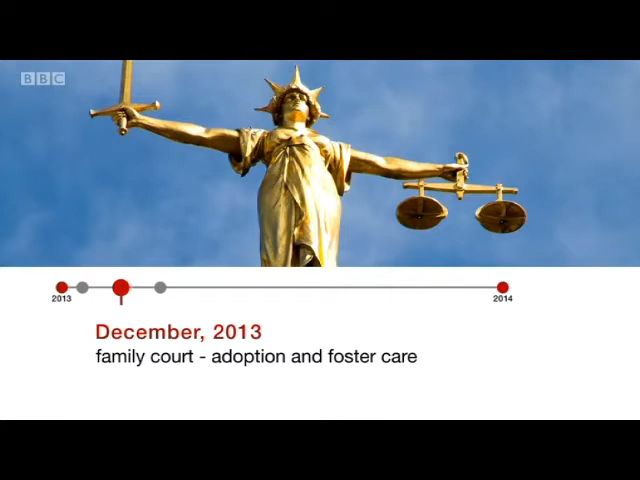 BBC
2013
2014
December, 2013
family court - adoption and foster care